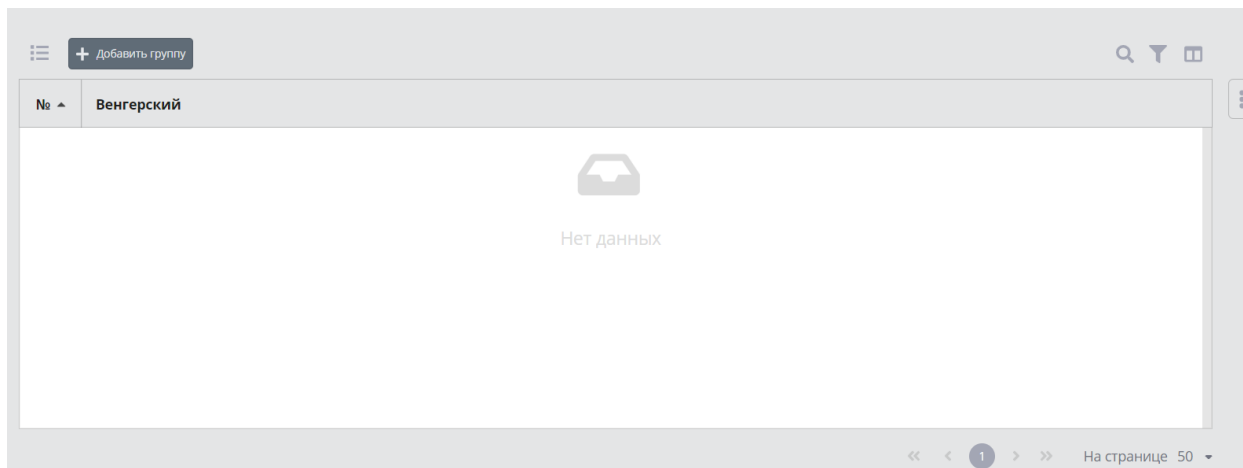 Добавить группу
№ Венгерский
Нет данных
1 На странице 50